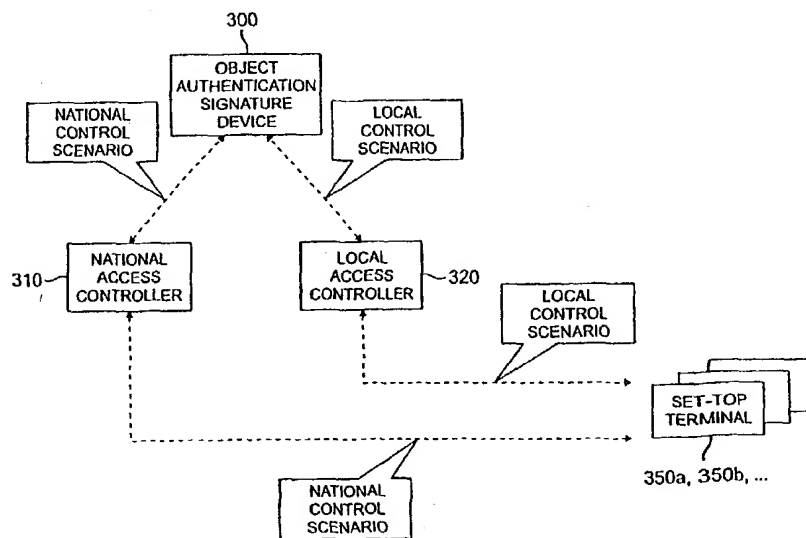 300
OBJECT
AUTHENTICATION
SIGNATURE
DEVICE
NATIONAL
CONTROL
SCENARIO
LOCAL
CONTROL
SCENARIO
310
NATIONAL
ACCESS
CONTROLLER
LOCAL
ACCESS
CONTROLLER
320
LOCAL
CONTROL
SCENARIO
SET-TOP
TERMINAL
350a, 350b, ...
NATIONAL
CONTROL
SCENARIO